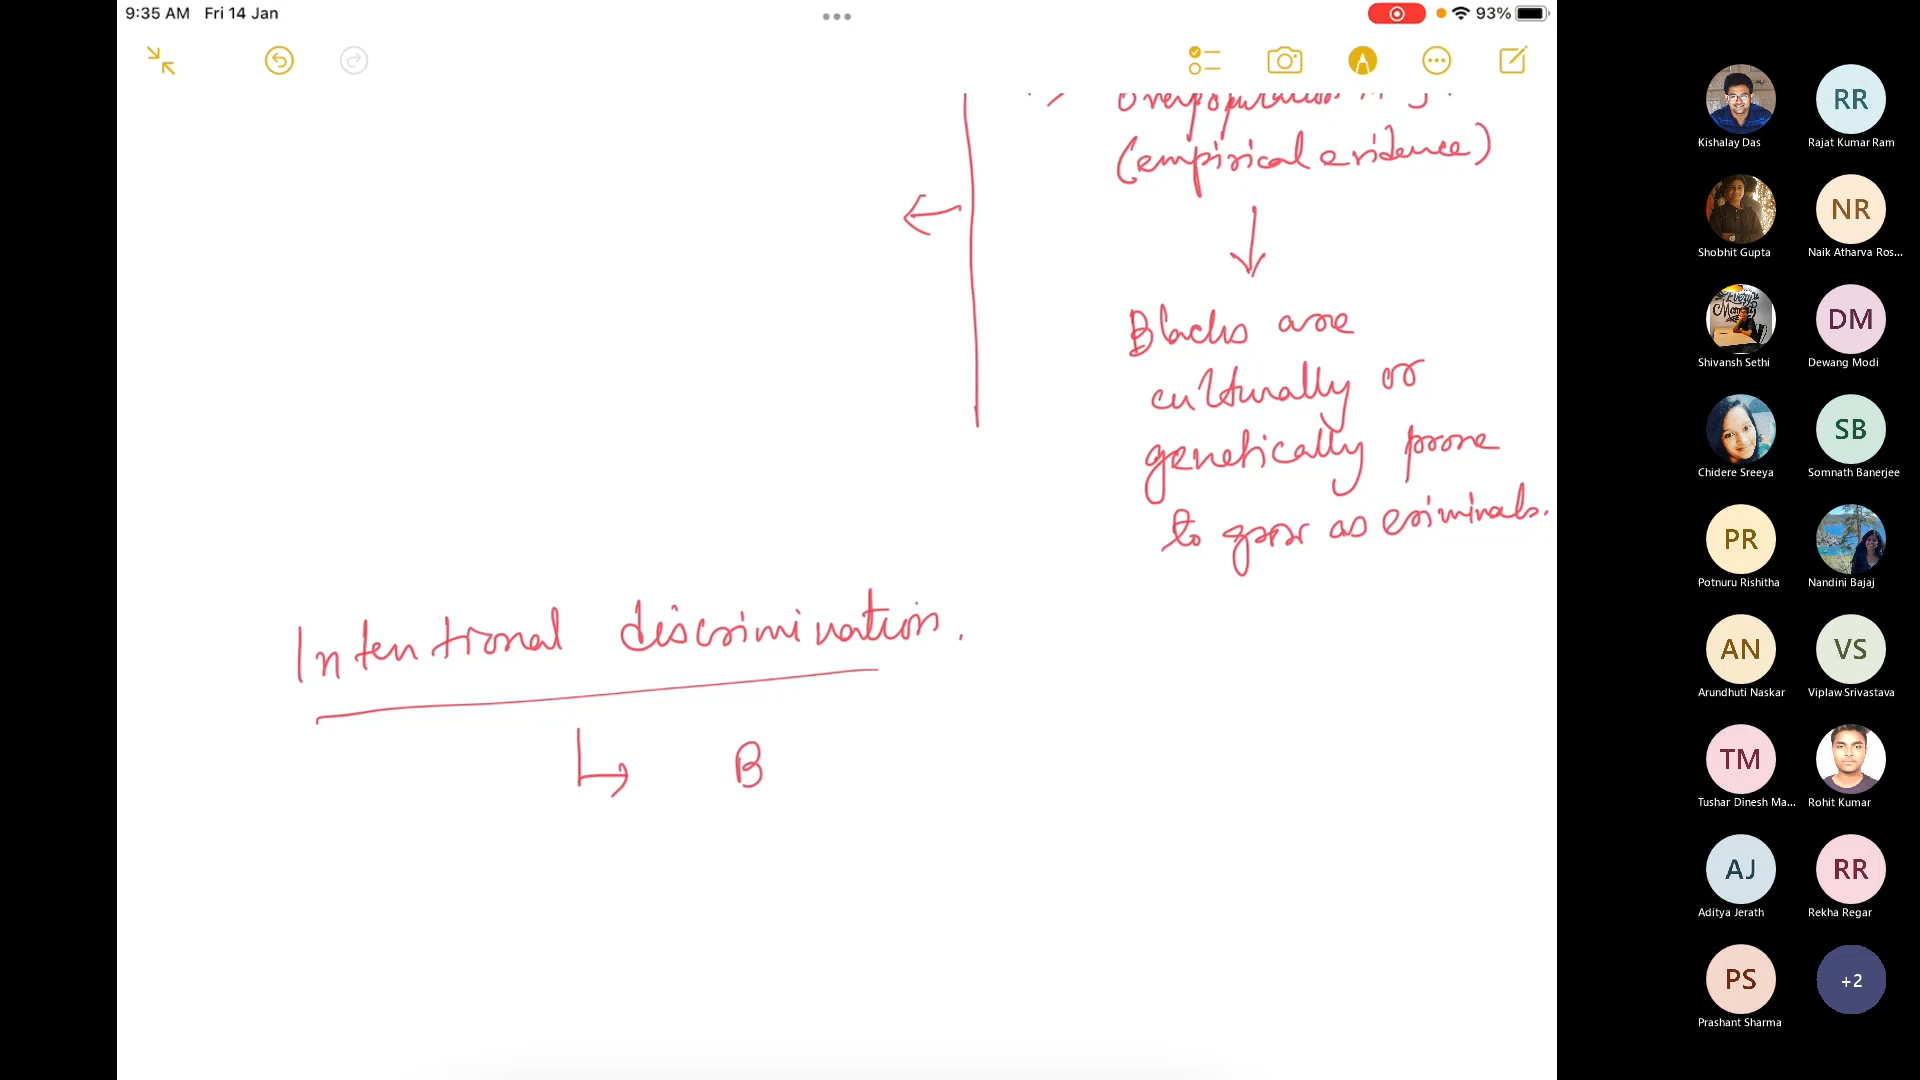 9:35 AM Fri 14 Jan
93%
(empirical evidence)
Blacks are
culturally or
genetically prone
to grow as criminals.
Intentional discrimination.
B
Kishalay Das
RR
Rajat Kumar Ram
Shobhit Gupta
NR
Naik Atharva Ros...
Shivansh Sethi
DM
Dewang Modi
Chidere Sreeya
SB
Somnath Banerjee
PR
Potnuru Rishitha
Nandini Bajaj
AN
Arundhuti Naskar
VS
Viplaw Srivastava
TM
Tushar Dinesh Ma...
Rohit Kumar
AJ
Aditya Jerath
RR
Rekha Regar
PS
Prashant Sharma
+2